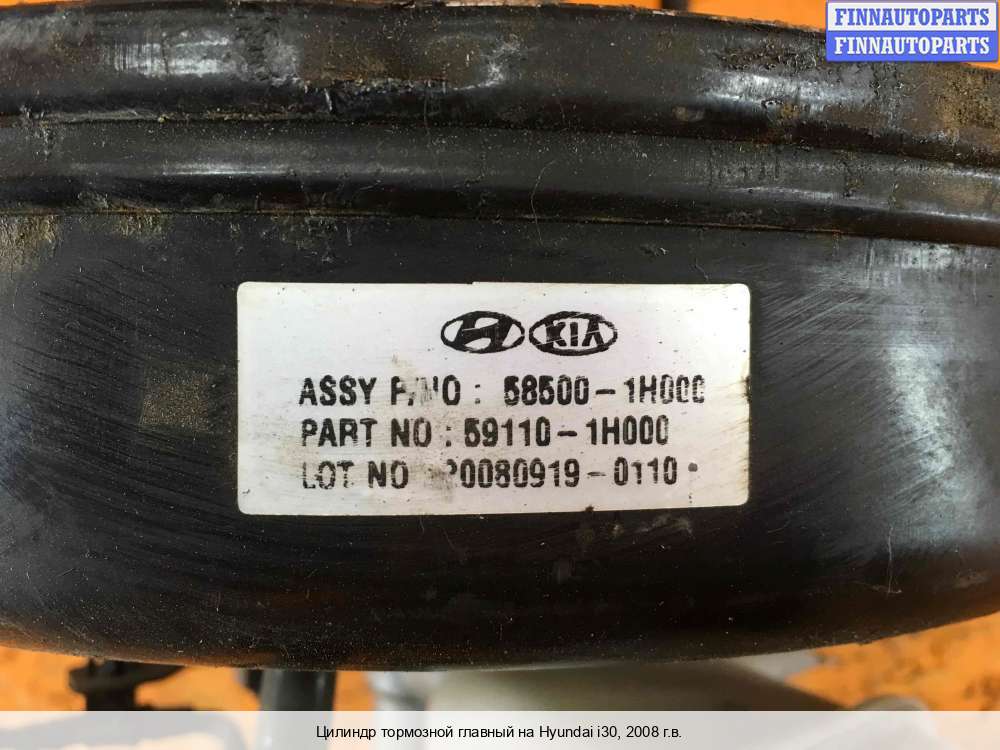 FINNAUTOPARTS
FINNAUTOPARTS
KIA
ASSY P/NO : 58500-1H000
PART NO : 59110-1H000
LOT NO 20080919-0110
Цилиндр тормозной главный на Hyundai i30, 2008 г.в.